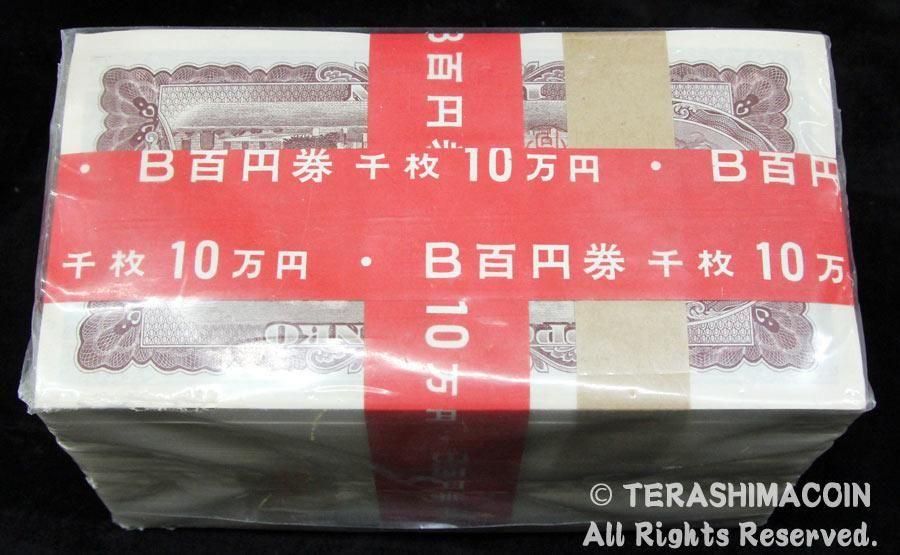 B百円券
・ B百円券 千枚 10万円 ・ B百円
千枚 10万円 ・ B百円券 千枚 10万
10万
© TERASHIMACOIN
All Rights Reserved.